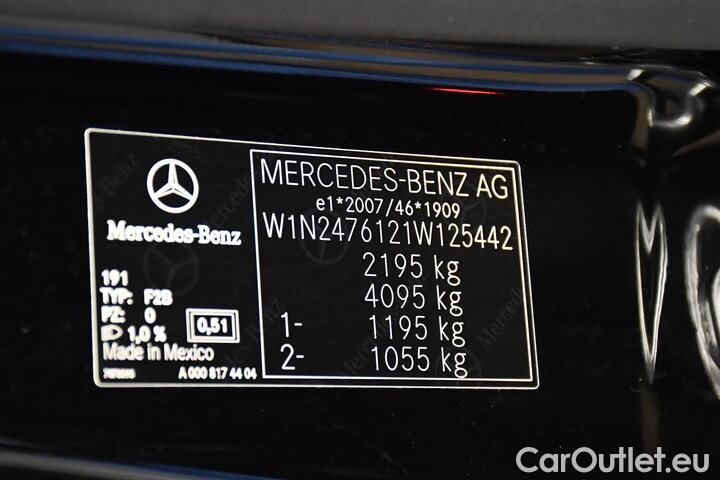 Mercedes-Benz
191
TYP: F2B
PZ: 0
1,0 %
0,51
Made in Mexico
A 000 817 44 04
MERCEDES-BENZ AG
e1*2007/46*1909
W1N2476121W125442
2195 kg
4095 kg
1- 1195 kg
2- 1055 kg
CarOutlet.eu